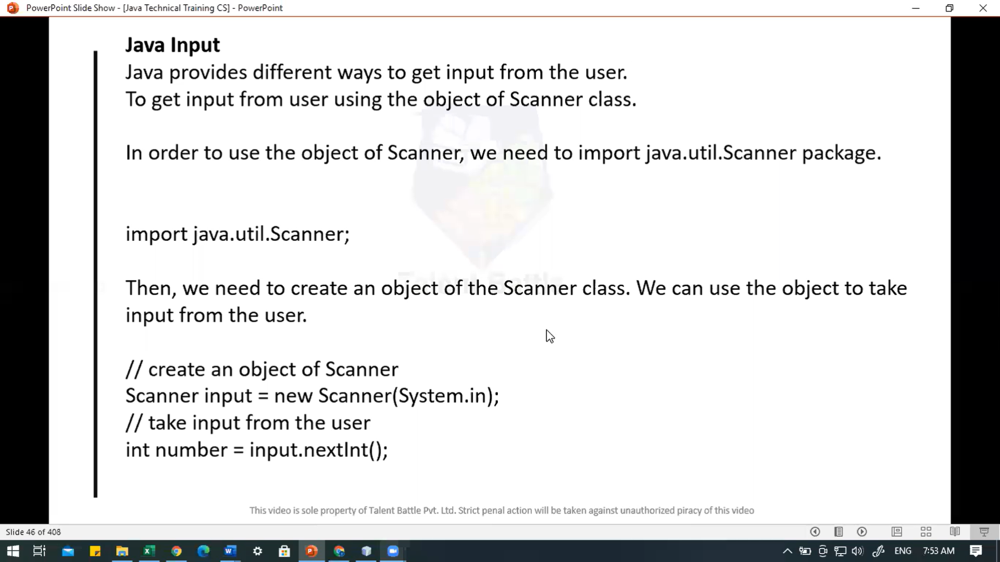 PowerPoint Slide Show - [Java Technical Training CS] - PowerPoint
Java Input
Java provides different ways to get input from the user.
To get input from user using the object of Scanner class.
In order to use the object of Scanner, we need to import java.util.Scanner package.
import java.util.Scanner;
Talent Battle
Then, we need to create an object of the Scanner class. We can use the object to take
input from the user.
// create an object of Scanner
Scanner input = new Scanner(System.in);
// take input from the user
int number = input.nextInt();
This video is sole property of Talent Battle Pvt. Ltd. Strict penal action will be taken against unauthorized piracy of this video
Slide 46 of 408
ENG
7:53 AM